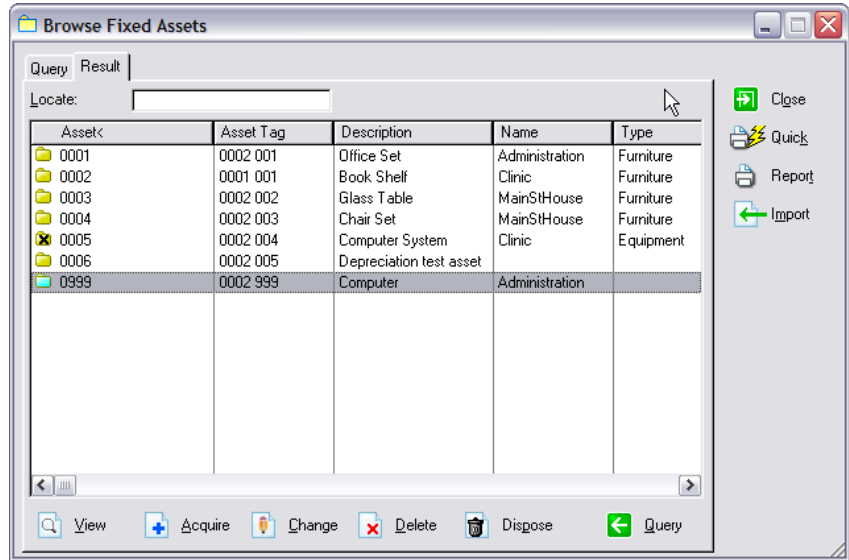 Browse Fixed Assets
Query Result
Locate:
Close
Quick
Report
Import
Asset< Asset Tag Description Name Type
0001 0002 001 Office Set Administration Furniture
0002 0001 001 Book Shelf Clinic Furniture
0003 0002 002 Glass Table MainStHouse Furniture
0004 0002 003 Chair Set MainStHouse Furniture
0005 0002 004 Computer System Clinic Equipment
0006 0002 005 Depreciation test asset
0999 0002 999 Computer Administration
View Acquire Change Delete Dispose Query